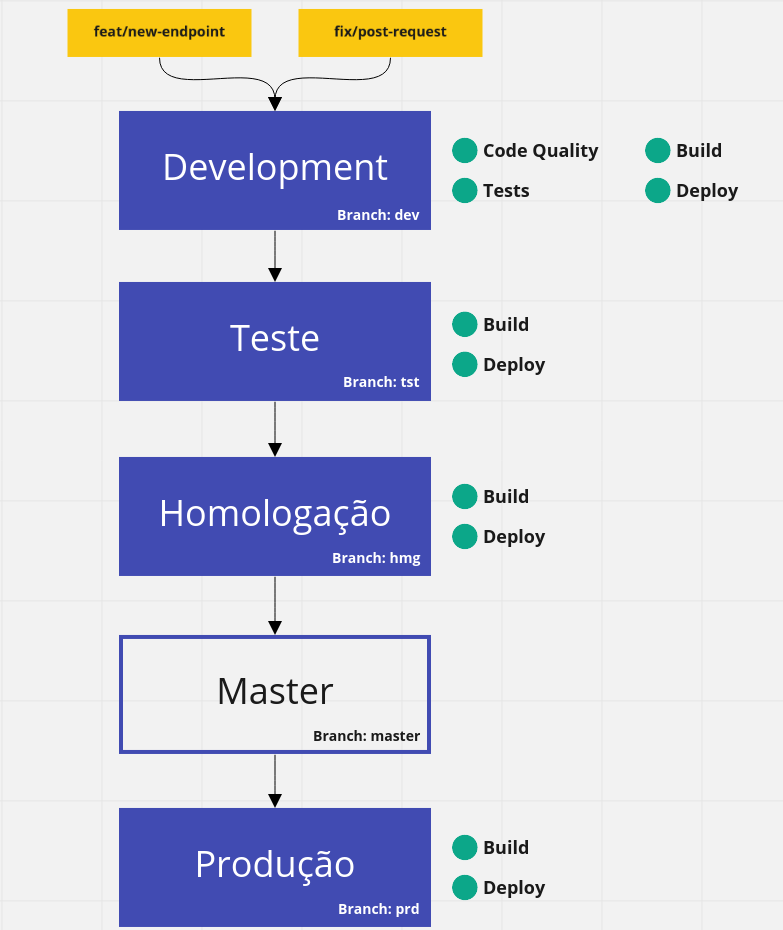 feat/new-endpoint
fix/post-request
Development
Branch: dev
Code Quality
Build
Tests
Deploy
Teste
Branch: tst
Build
Deploy
Homologação
Branch: hmg
Build
Deploy
Master
Branch: master
Produção
Branch: prd
Build
Deploy